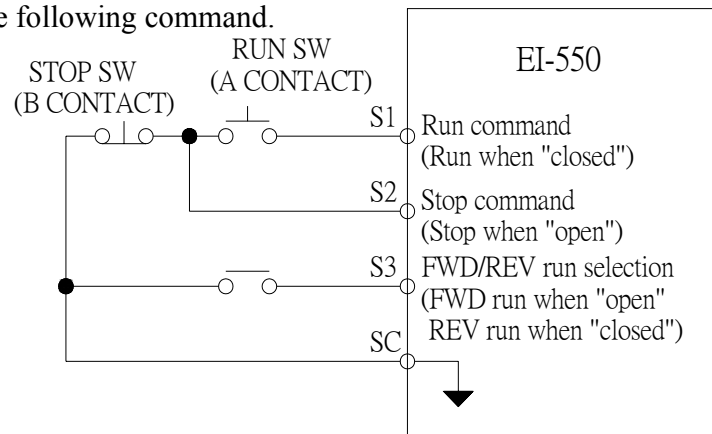 e following command.
RUN SW
(A CONTACT)
STOP SW
(B CONTACT)
EI-550
S1
Run command
(Run when "closed")
S2
Stop command
(Stop when "open")
S3
FWD/REV run selection
(FWD run when "open"
REV run when "closed")
SC